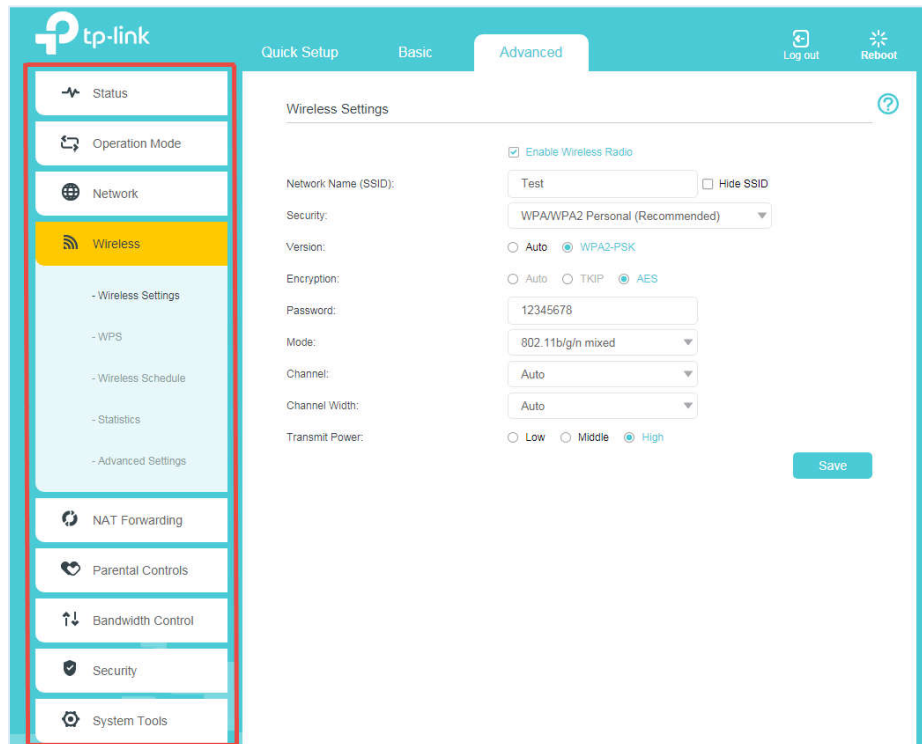 tp-link
Quick Setup Basic Advanced Log out Reboot
Status
Operation Mode
Network
Wireless
- Wireless Settings
- WPS
- Wireless Schedule
- Statistics
- Advanced Settings
NAT Forwarding
Parental Controls
Bandwidth Control
Security
System Tools
Wireless Settings ?
Enable Wireless Radio
Network Name (SSID): Test Hide SSID
Security: WPA/WPA2 Personal (Recommended)
Version: Auto WPA2-PSK
Encryption: Auto TKIP AES
Password: 12345678
Mode: 802.11b/g/n mixed
Channel: Auto
Channel Width: Auto
Transmit Power: Low Middle High
Save